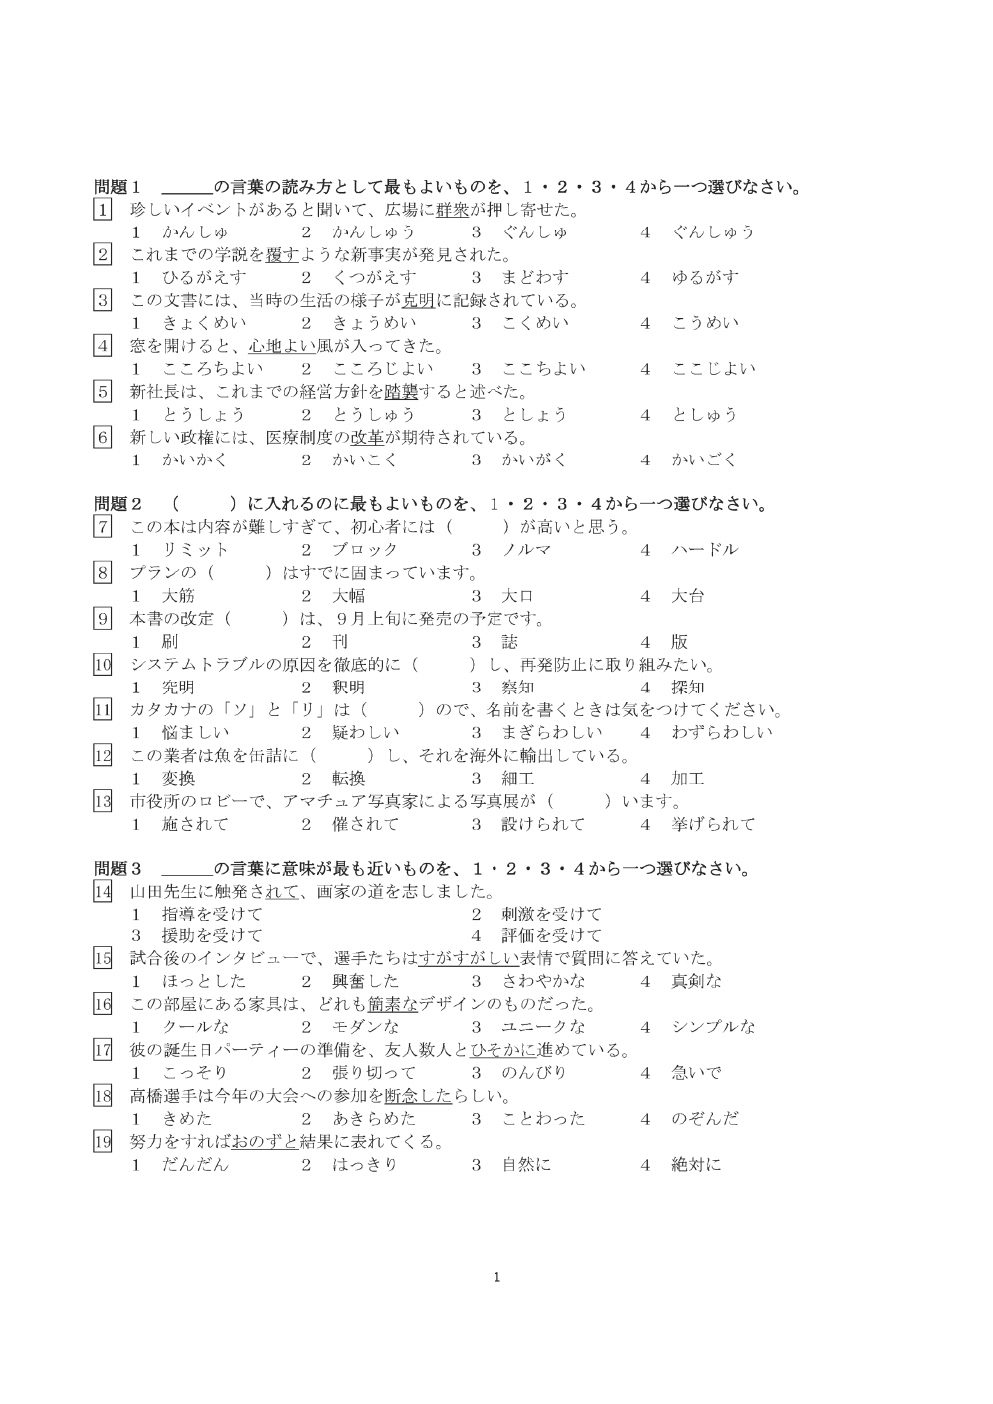 問題１　＿＿＿の言葉の読み方として最もよいものを、１・２・３・４から一つ選びなさい。
1　珍しいイベントがあると聞いて、広場に群衆が押し寄せた。
１　かんしゅ　２　かんしゅう　３　ぐんしゅ　４　ぐんしゅう
2　これまでの学説を覆すような新事実が発見された。
１　ひるがえす　２　くつがえす　３　まどわす　４　ゆるがす
3　この文書には、当時の生活の様子が克明に記録されている。
１　きょくめい　２　きょうめい　３　こくめい　４　こうめい
4　窓を開けると、心地よい風が入ってきた。
１　こころちよい　２　こころじよい　３　ここちよい　４　ここじよい
5　新社長は、これまでの経営方針を踏襲すると述べた。
１　とうしょう　２　とうしゅう　３　としょう　４　としゅう
6　新しい政権には、医療制度の改革が期待されている。
１　かいかく　２　かいこく　３　かいがく　４　かいごく
問題２　（　　　）に入れるのに最もよいものを、１・２・３・４から一つ選びなさい。
7　この本は内容が難しすぎて、初心者には（　　　）が高いと思う。
１　リミット　２　ブロック　３　ノルマ　４　ハードル
8　プランの（　　　）はすでに固まっています。
１　大筋　２　大幅　３　大口　４　大台
9　本書の改定（　　　）は、９月上旬に発売の予定です。
１　刷　２　刊　３　誌　４　版
10　システムトラブルの原因を徹底的に（　　　）し、再発防止に取り組みたい。
１　究明　２　釈明　３　察知　４　探知
11　カタカナの「ソ」と「リ」は（　　　）ので、名前を書くときは気をつけてください。
１　悩ましい　２　疑わしい　３　まぎらわしい　４　わずらわしい
12　この業者は魚を缶詰に（　　　）し、それを海外に輸出している。
１　変換　２　転換　３　細工　４　加工
13　市役所のロビーで、アマチュア写真家による写真展が（　　　）います。
１　施されて　２　催されて　３　設けられて　４　挙げられて
問題３　＿＿＿の言葉に意味が最も近いものを、１・２・３・４から一つ選びなさい。
14　山田先生に触発されて、画家の道を志しました。
１　指導を受けて　２　刺激を受けて
３　援助を受けて　４　評価を受けて
15　試合後のインタビューで、選手たちはすがすがしい表情で質問に答えていた。
１　ほっとした　２　興奮した　３　さわやかな　４　真剣な
16　この部屋にある家具は、どれも簡素なデザインのものだった。
１　クールな　２　モダンな　３　ユニークな　４　シンプルな
17　彼の誕生日パーティーの準備を、友人数人とひそかに進めている。
１　こっそり　２　張り切って　３　のんびり　４　急いで
18　高橋選手は今年の大会への参加を断念したらしい。
１　きめた　２　あきらめた　３　ことわった　４　のぞんだ
19　努力をすればおのずと結果に表れてくる。
１　だんだん　２　はっきり　３　自然に　４　絶対に
1